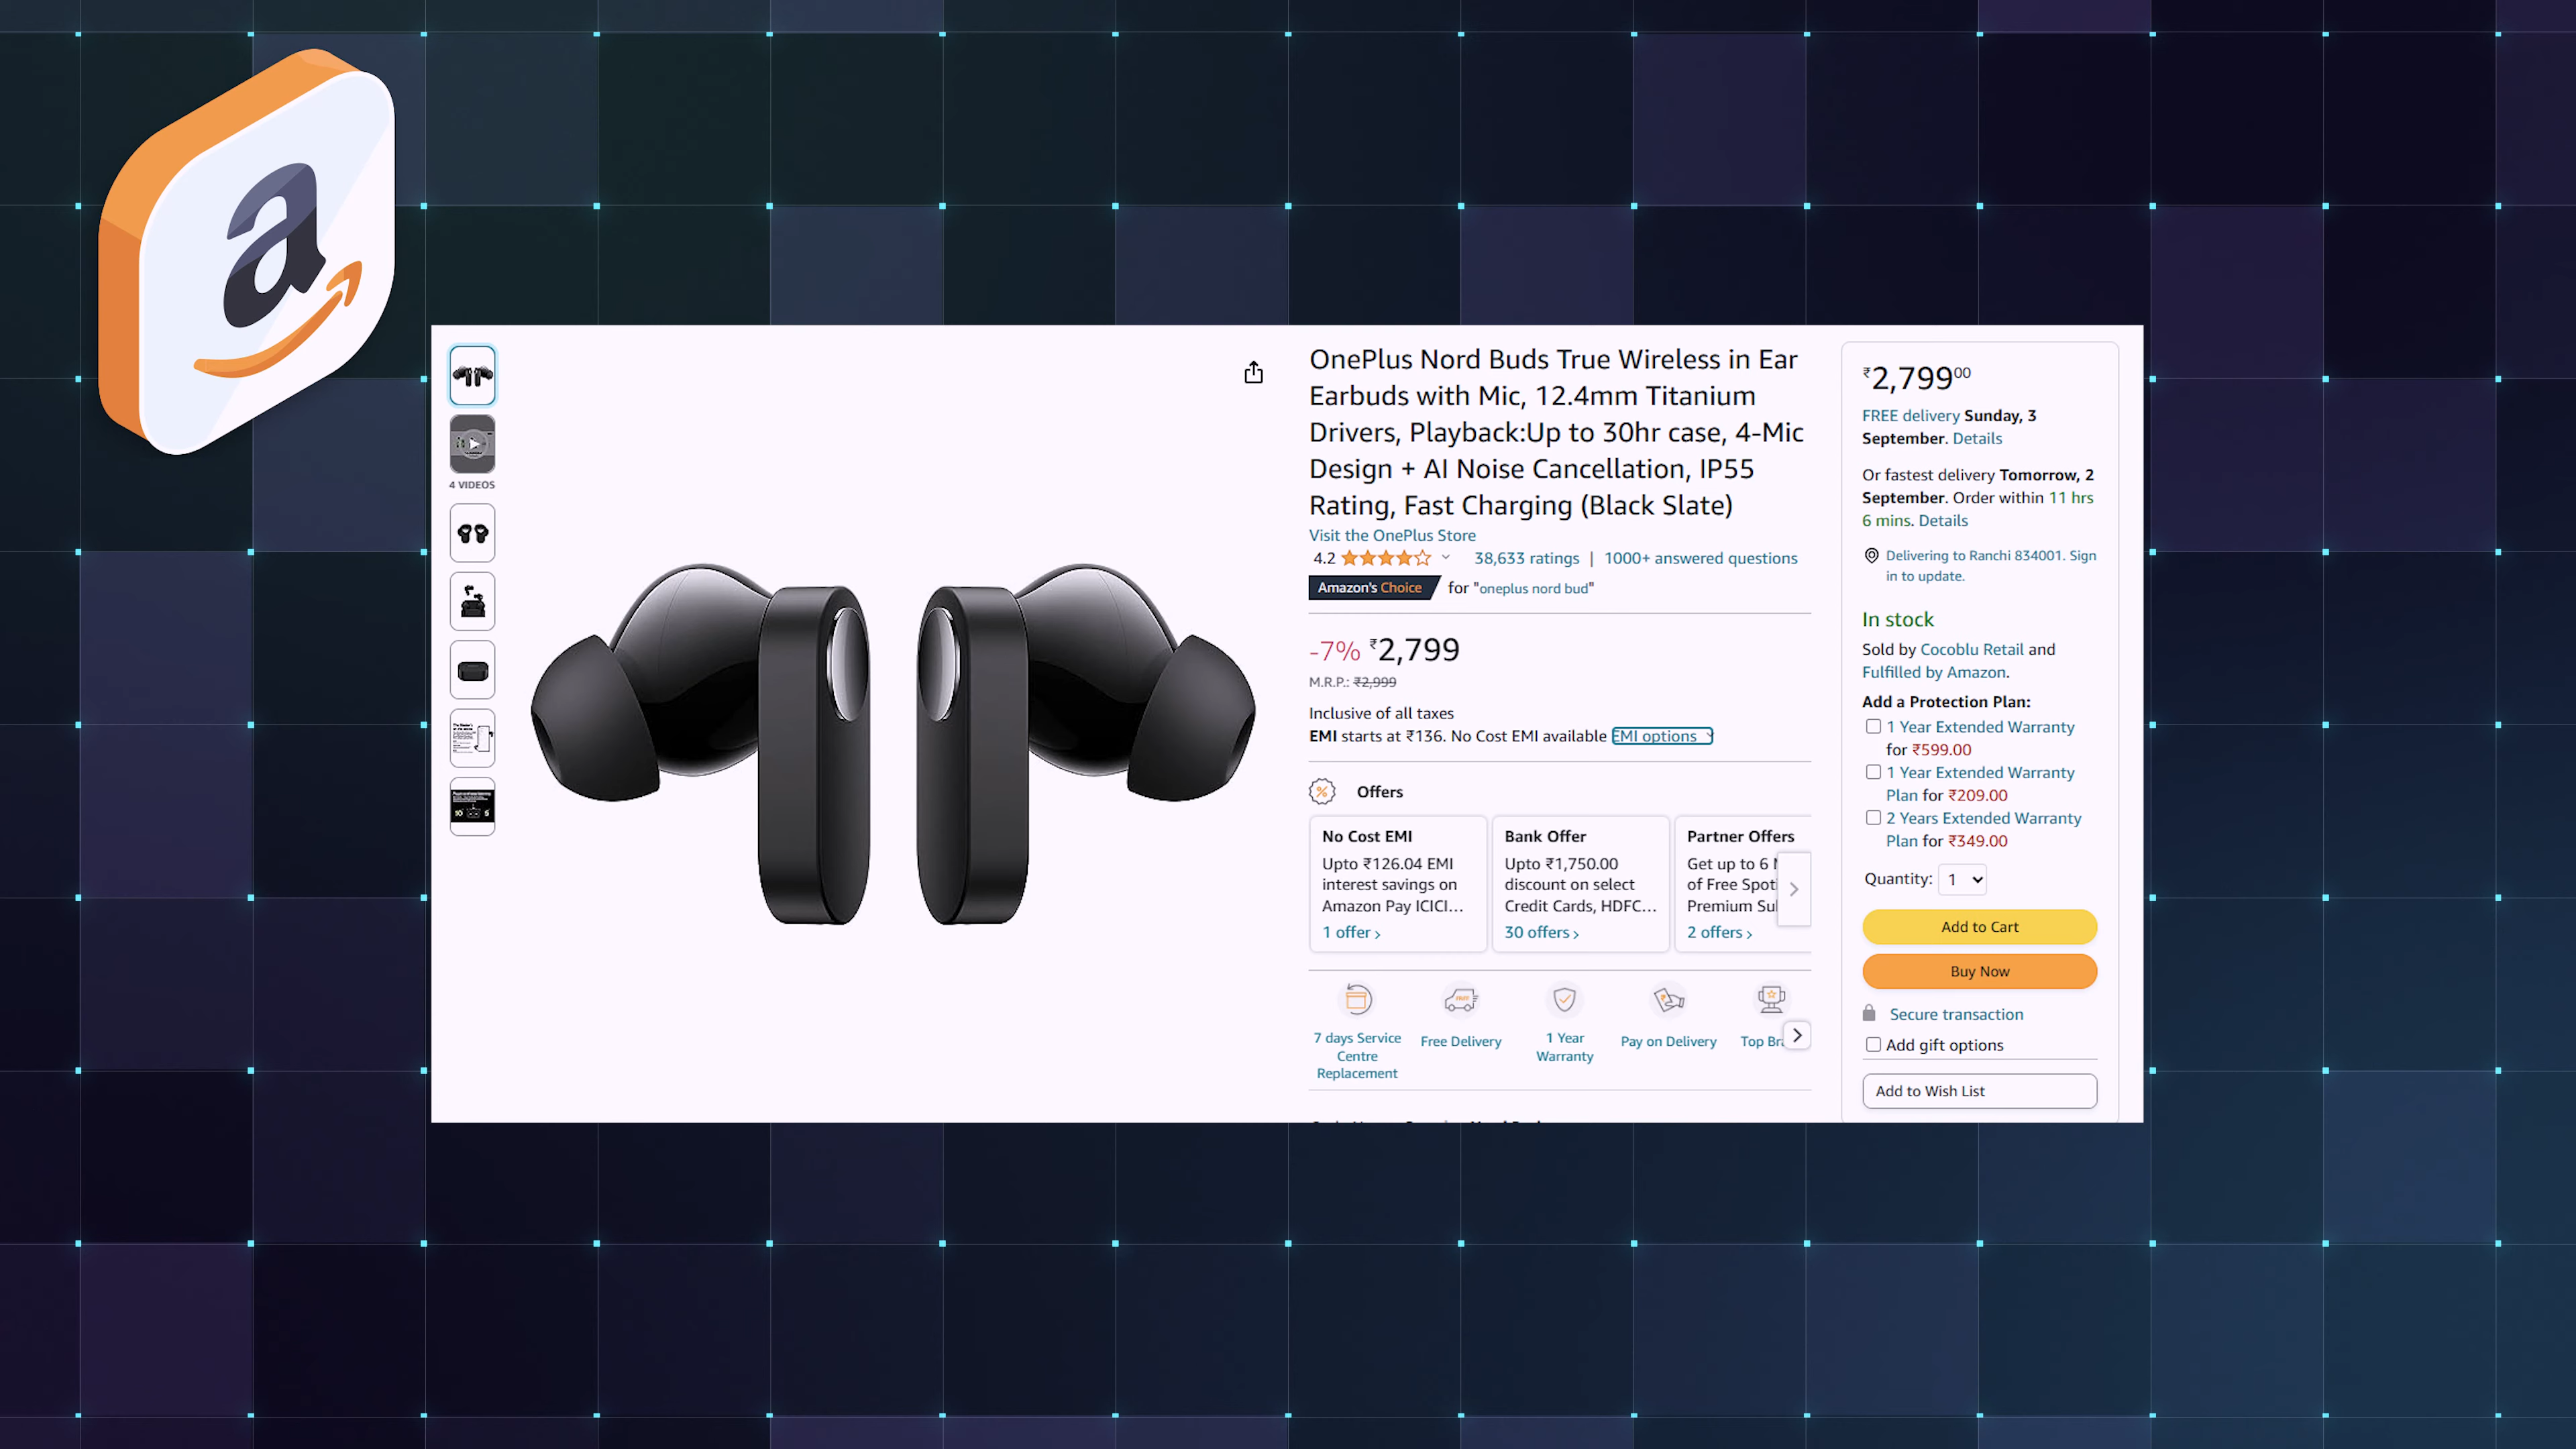 a
4 VIDEOS
OnePlus Nord Buds True Wireless in Ear
Earbuds with Mic, 12.4mm Titanium
Drivers, Playback:Up to 30hr case, 4-Mic
Design + AI Noise Cancellation, IP55
Rating, Fast Charging (Black Slate)
Visit the OnePlus Store
4.2 38,633 ratings | 1000+ answered questions
Amazon's Choice for "oneplus nord bud"
-7% ₹2,799
M.R.P.: ₹2,999
Inclusive of all taxes
EMI starts at ₹136. No Cost EMI available EMI options
Offers
No Cost EMI
Upto ₹126.04 EMI
interest savings on
Amazon Pay ICICI...
1 offer ›
Bank Offer
Upto ₹1,750.00
discount on select
Credit Cards, HDFC...
30 offers ›
Partner Offers
Get up to 6
of Free Spoti
Premium Su
2 offers ›
7 days Service
Centre
Replacement
Free Delivery
1 Year
Warranty
Pay on Delivery
Top Br
₹2,799.00
FREE delivery Sunday, 3
September. Details
Or fastest delivery Tomorrow, 2
September. Order within 11 hrs
6 mins. Details
Delivering to Ranchi 834001. Sign
in to update.
In stock
Sold by Cocoblu Retail and
Fulfilled by Amazon.
Add a Protection Plan:
1 Year Extended Warranty
for ₹599.00
1 Year Extended Warranty
Plan for ₹209.00
2 Years Extended Warranty
Plan for ₹349.00
Quantity: 1
Add to Cart
Buy Now
Secure transaction
Add gift options
Add to Wish List